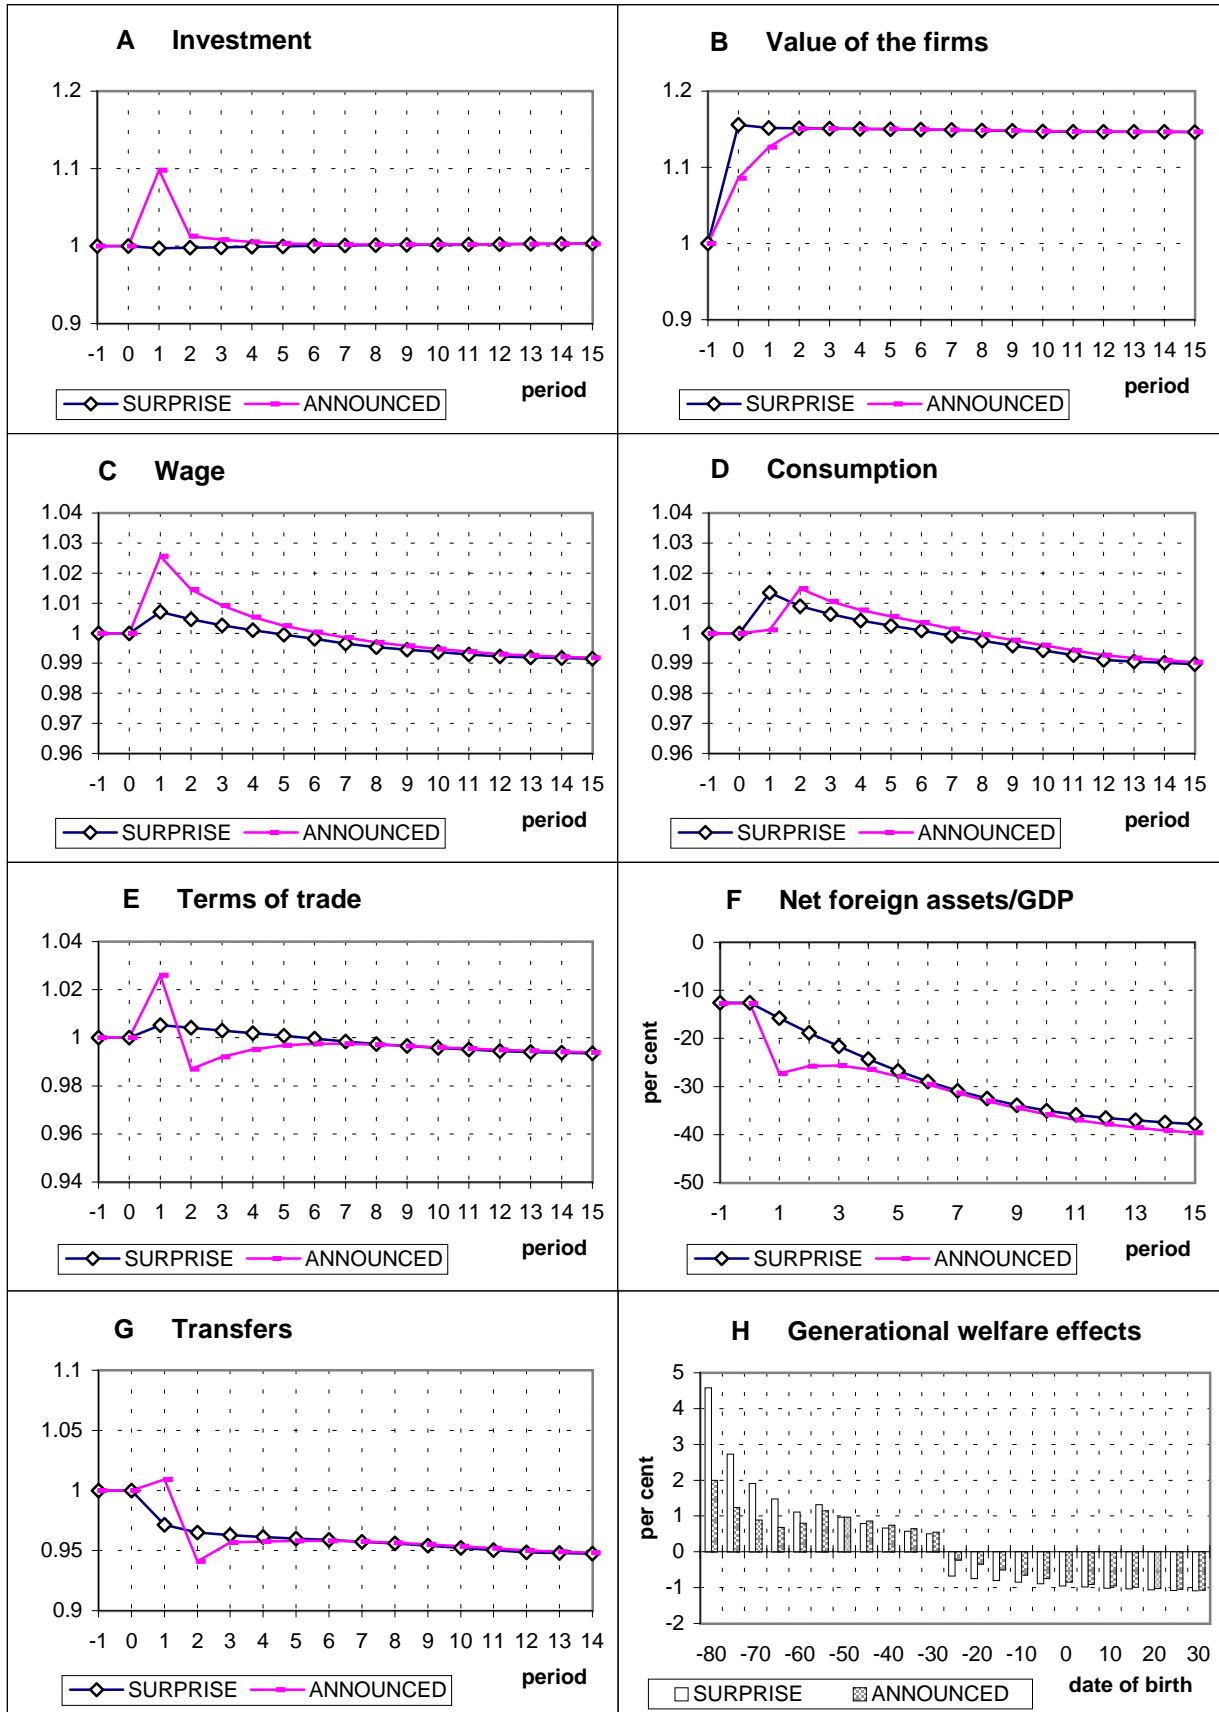 A Investment
1.2
1.1
1
0.9
-1 0 1 2 3 4 5 6 7 8 9 10 11 12 13 14 15
period
SURPRISE ANNOUNCED
B Value of the firms
1.2
1.1
1
0.9
-1 0 1 2 3 4 5 6 7 8 9 10 11 12 13 14 15
period
SURPRISE ANNOUNCED
C Wage
1.04
1.03
1.02
1.01
1
0.99
0.98
0.97
0.96
-1 0 1 2 3 4 5 6 7 8 9 10 11 12 13 14 15
period
SURPRISE ANNOUNCED
D Consumption
1.04
1.03
1.02
1.01
1
0.99
0.98
0.97
0.96
-1 0 1 2 3 4 5 6 7 8 9 10 11 12 13 14 15
period
SURPRISE ANNOUNCED
E Terms of trade
1.04
1.02
1
0.98
0.96
0.94
-1 0 1 2 3 4 5 6 7 8 9 10 11 12 13 14 15
period
SURPRISE ANNOUNCED
F Net foreign assets/GDP
per cent
0
-10
-20
-30
-40
-50
-1 1 3 5 7 9 11 13 15
period
SURPRISE ANNOUNCED
G Transfers
1.1
1.05
1
0.95
0.9
-1 0 1 2 3 4 5 6 7 8 9 10 11 12 13 14
period
SURPRISE ANNOUNCED
H Generational welfare effects
per cent
5
4
3
2
1
0
-1
-2
-80 -70 -60 -50 -40 -30 -20 -10 0 10 20 30
date of birth
SURPRISE ANNOUNCED